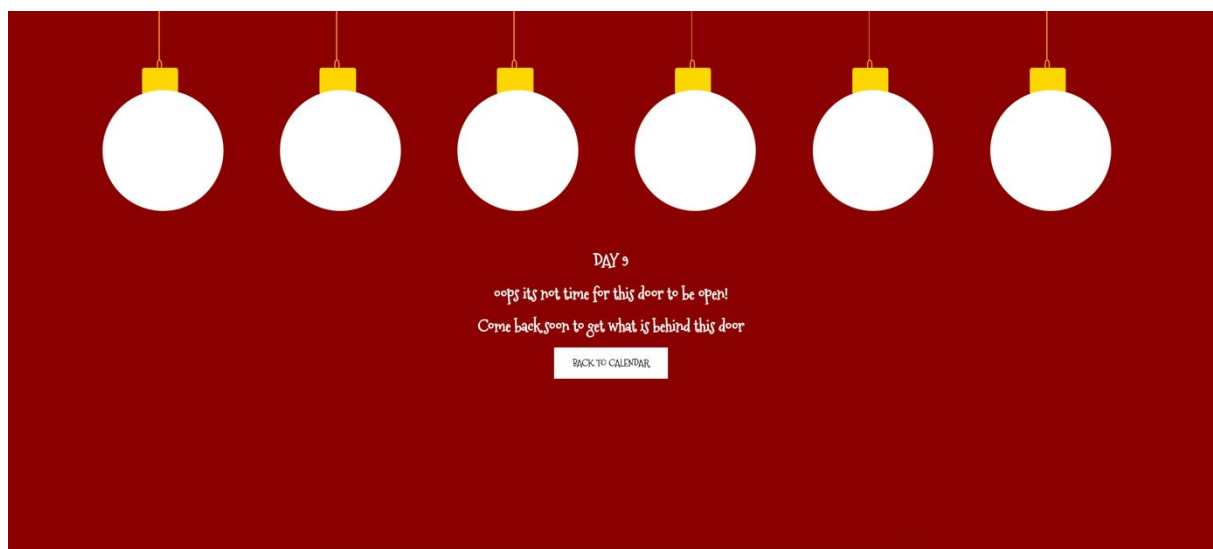 DAY 9
oops its not time for this door to be open!
Come back soon to get what is behind this door
BACK TO CALENDAR